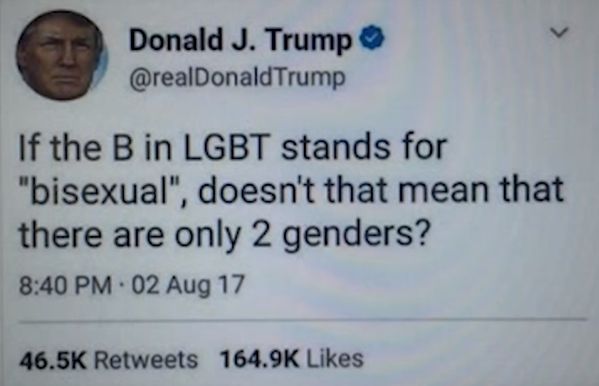 Donald J. Trump
@realDonaldTrump
If the B in LGBT stands for
"bisexual", doesn't that mean that
there are only 2 genders?
8:40 PM · 02 Aug 17
46.5K Retweets 164.9K Likes